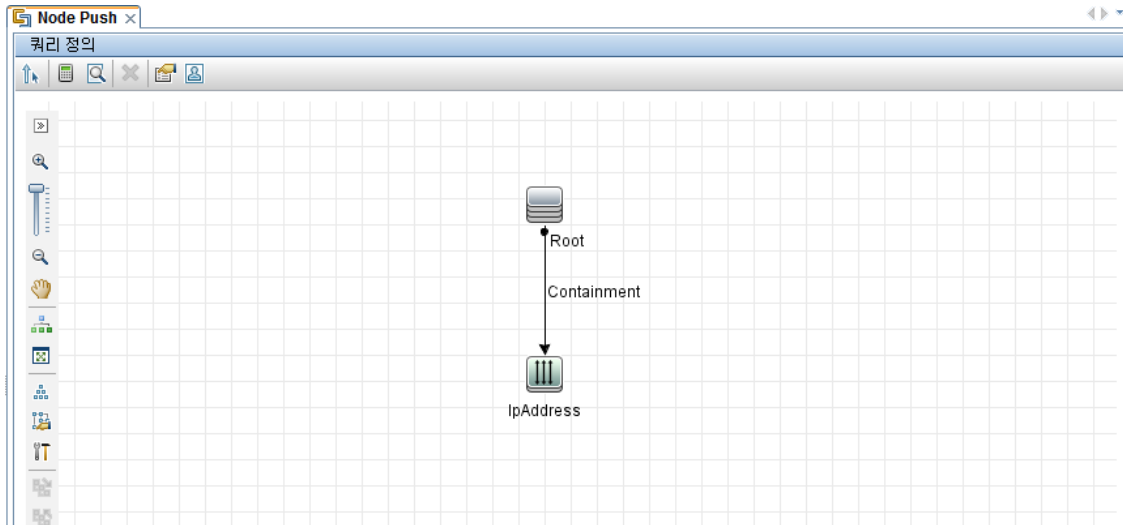 Node Push
쿼리 정의
Root
Containment
IpAddress